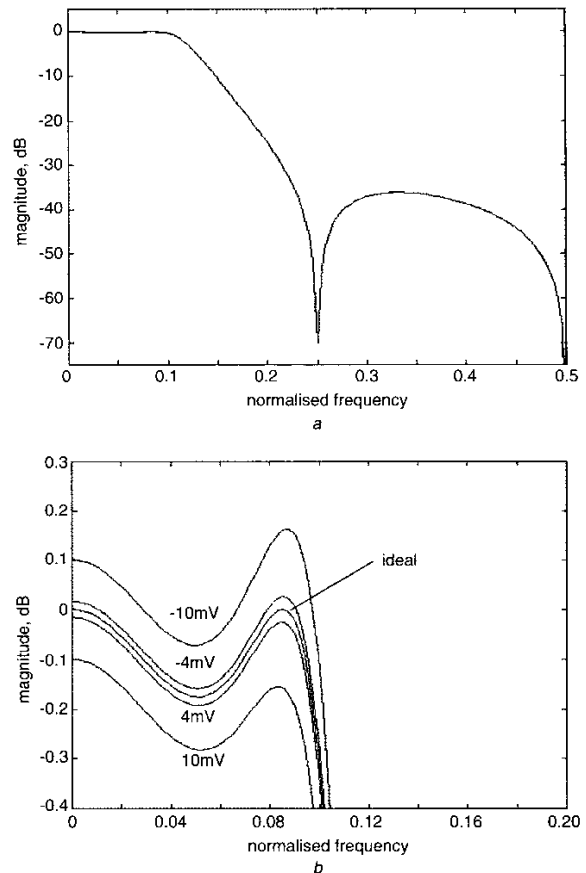 0
-10
-20
-30
-40
-50
-60
-70
magnitude, dB
0 0.1 0.2 0.3 0.4 0.5
normalised frequency
a
0.3
0.2
0.1
0
-0.1
-0.2
-0.3
-0.4
magnitude, dB
ideal
-10mV
-4mV
4mV
10mV
0 0.04 0.08 0.12 0.16 0.20
normalised frequency
b